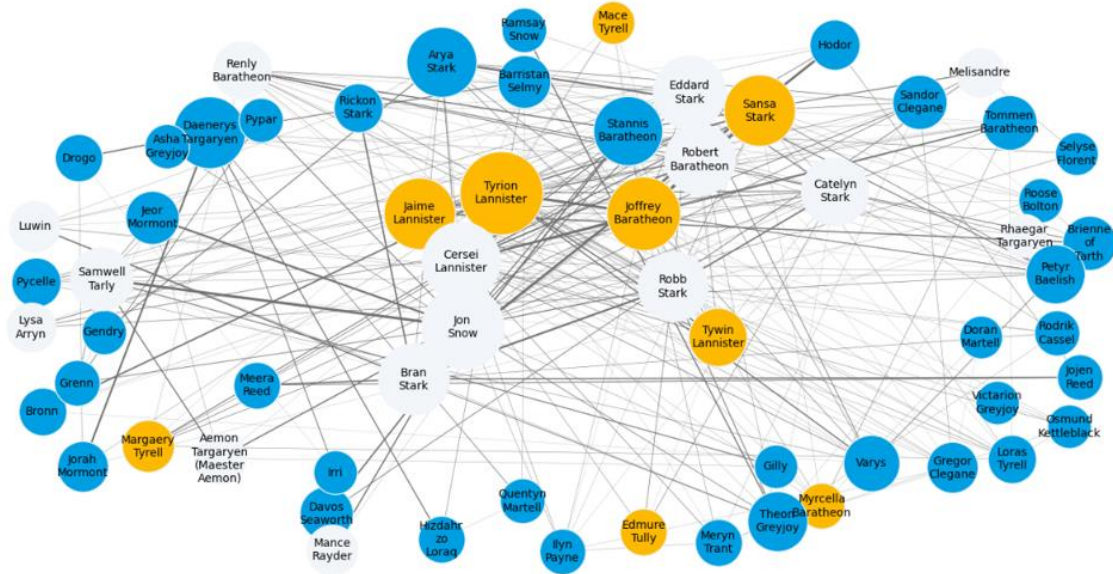 Ramsay
Snow
Mace
Tyrell
Hodor
Renly
Baratheon
Arya
Stark
Barristan
Selmy
Eddard
Stark
Melisandre
Sansa
Stark
Sandor
Clegane
Rickon
Stark
Pypar
Daenerys
Targaryen
Asha
Greyjoy
Stannis
Baratheon
Tommen
Baratheon
Drogo
Robert
Baratheon
Selyse
Florent
Tyrion
Lannister
Catelyn
Stark
Jaime
Lannister
Joffrey
Baratheon
Roose
Bolton
Jeor
Mormont
Luwin
Rhaegar
Targaryen
Brienne
of
Tarth
Cersei
Lannister
Samwell
Tarly
Petyr
Baelish
Pycelle
Robb
Stark
Lysa
Arryn
Gendry
Jon
Snow
Tywin
Lannister
Doran
Martell
Rodrik
Cassel
Grenn
Meera
Reed
Bran
Stark
Jojen
Reed
Bronn
Victarion
Greyjoy
Osmund
Kettleblack
Margaery
Tyrell
Aemon
Targaryen
(Maester
Aemon)
Jorah
Mormont
Irri
Gilly
Varys
Gregor
Clegane
Loras
Tyrell
Davos
Seaworth
Quentyn
Martell
Myrcella
Baratheon
Theon
Greyjoy
Hizdahr
zo
Loraq
Edmure
Tully
Meryn
Trant
Mance
Rayder
Ilyn
Payne